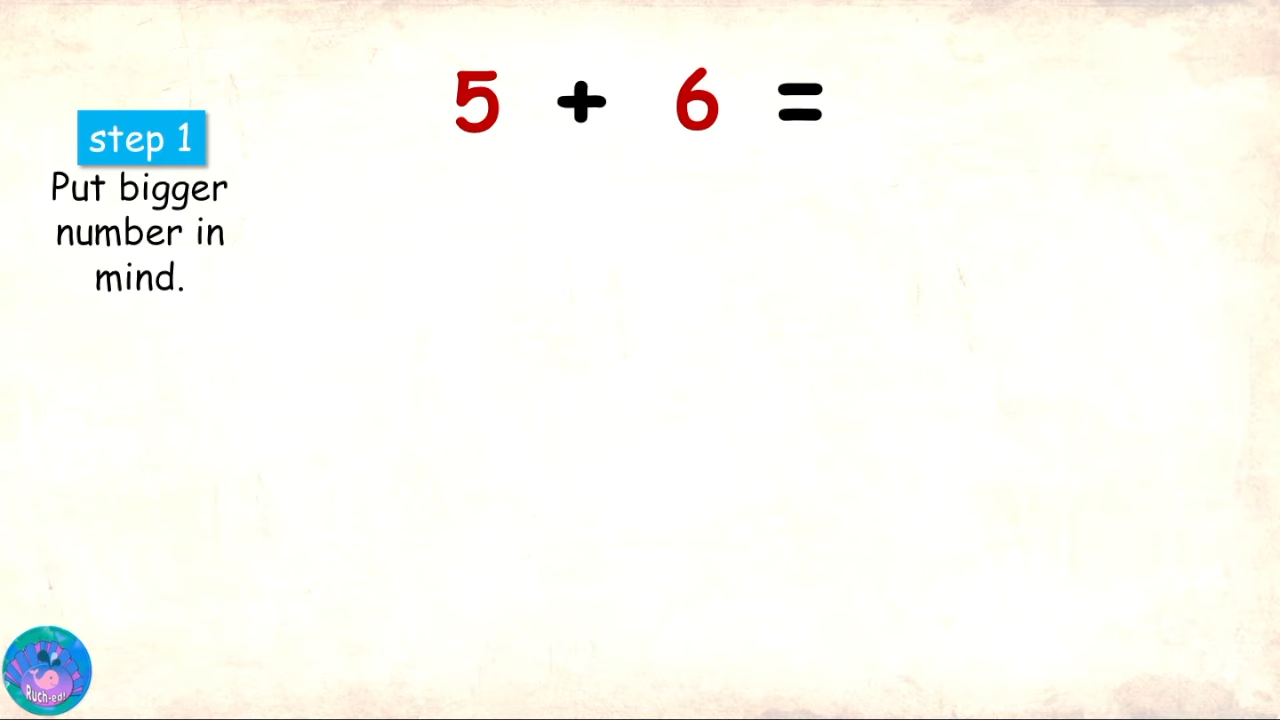 5 + 6 =
step 1
Put bigger
number in
mind.
Ruch-ed!